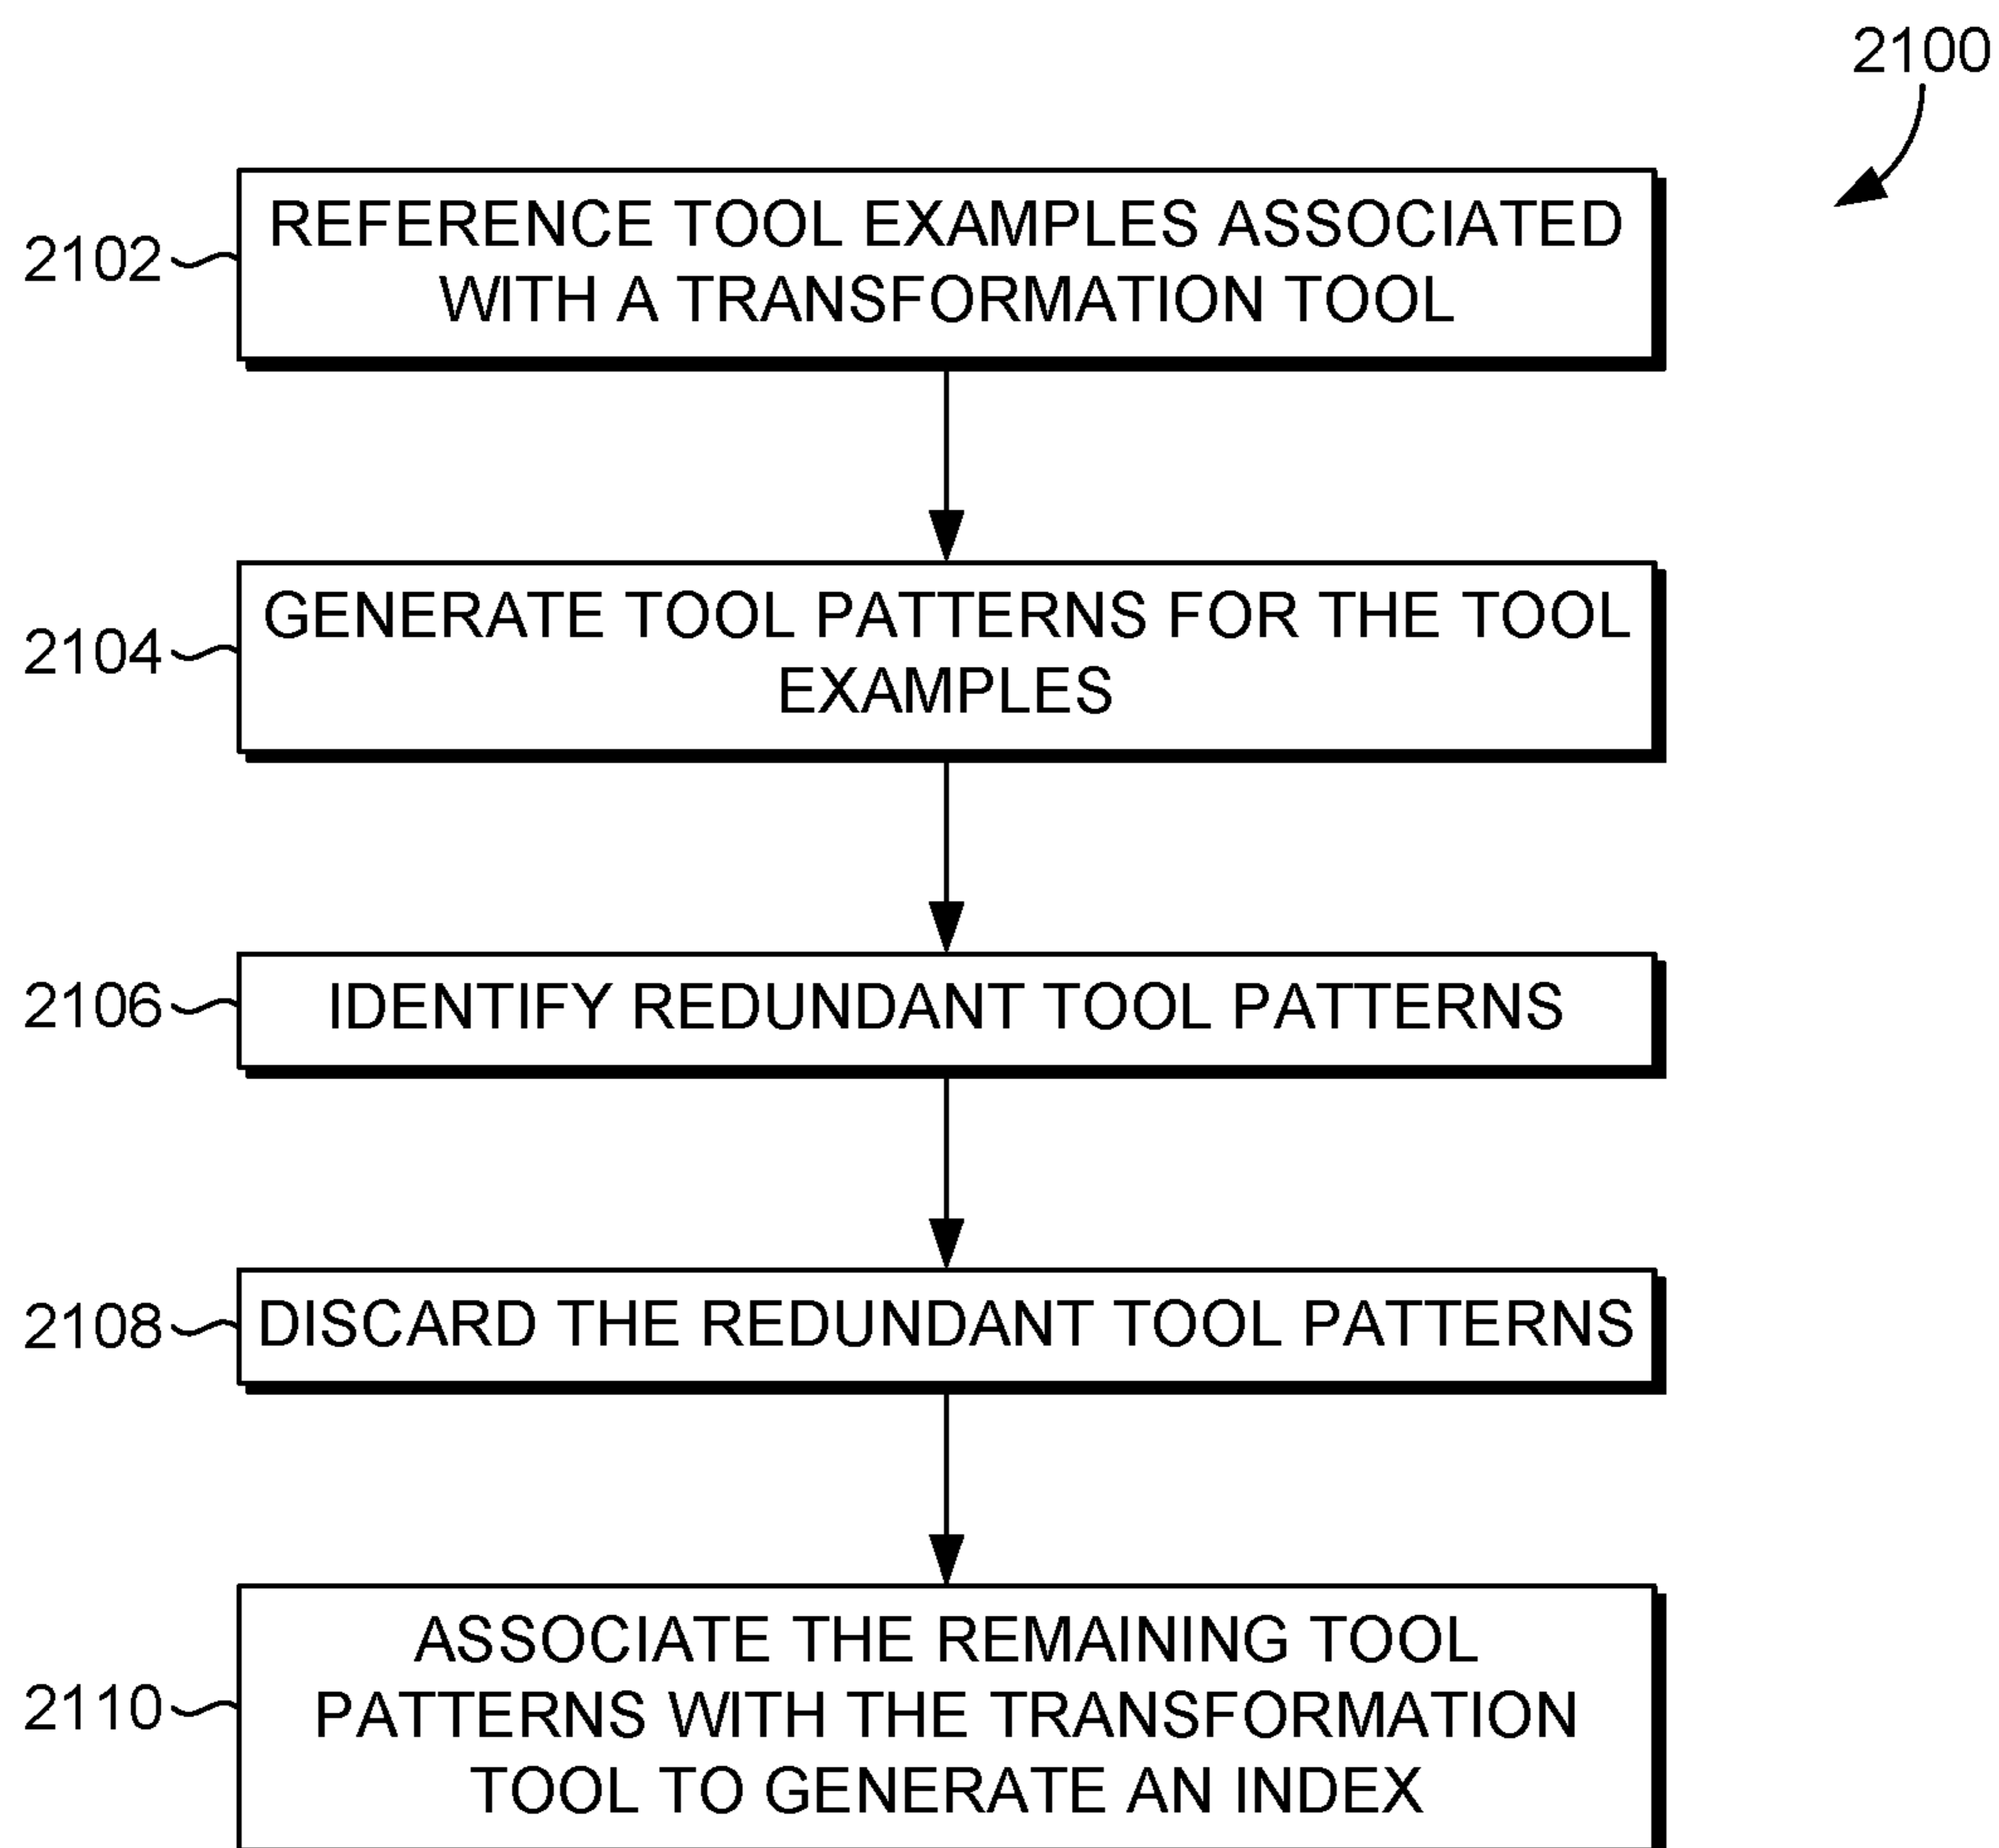 2100
2102
REFERENCE TOOL EXAMPLES ASSOCIATED
WITH A TRANSFORMATION TOOL
2104
GENERATE TOOL PATTERNS FOR THE TOOL
EXAMPLES
2106
IDENTIFY REDUNDANT TOOL PATTERNS
2108
DISCARD THE REDUNDANT TOOL PATTERNS
2110
ASSOCIATE THE REMAINING TOOL
PATTERNS WITH THE TRANSFORMATION
TOOL TO GENERATE AN INDEX